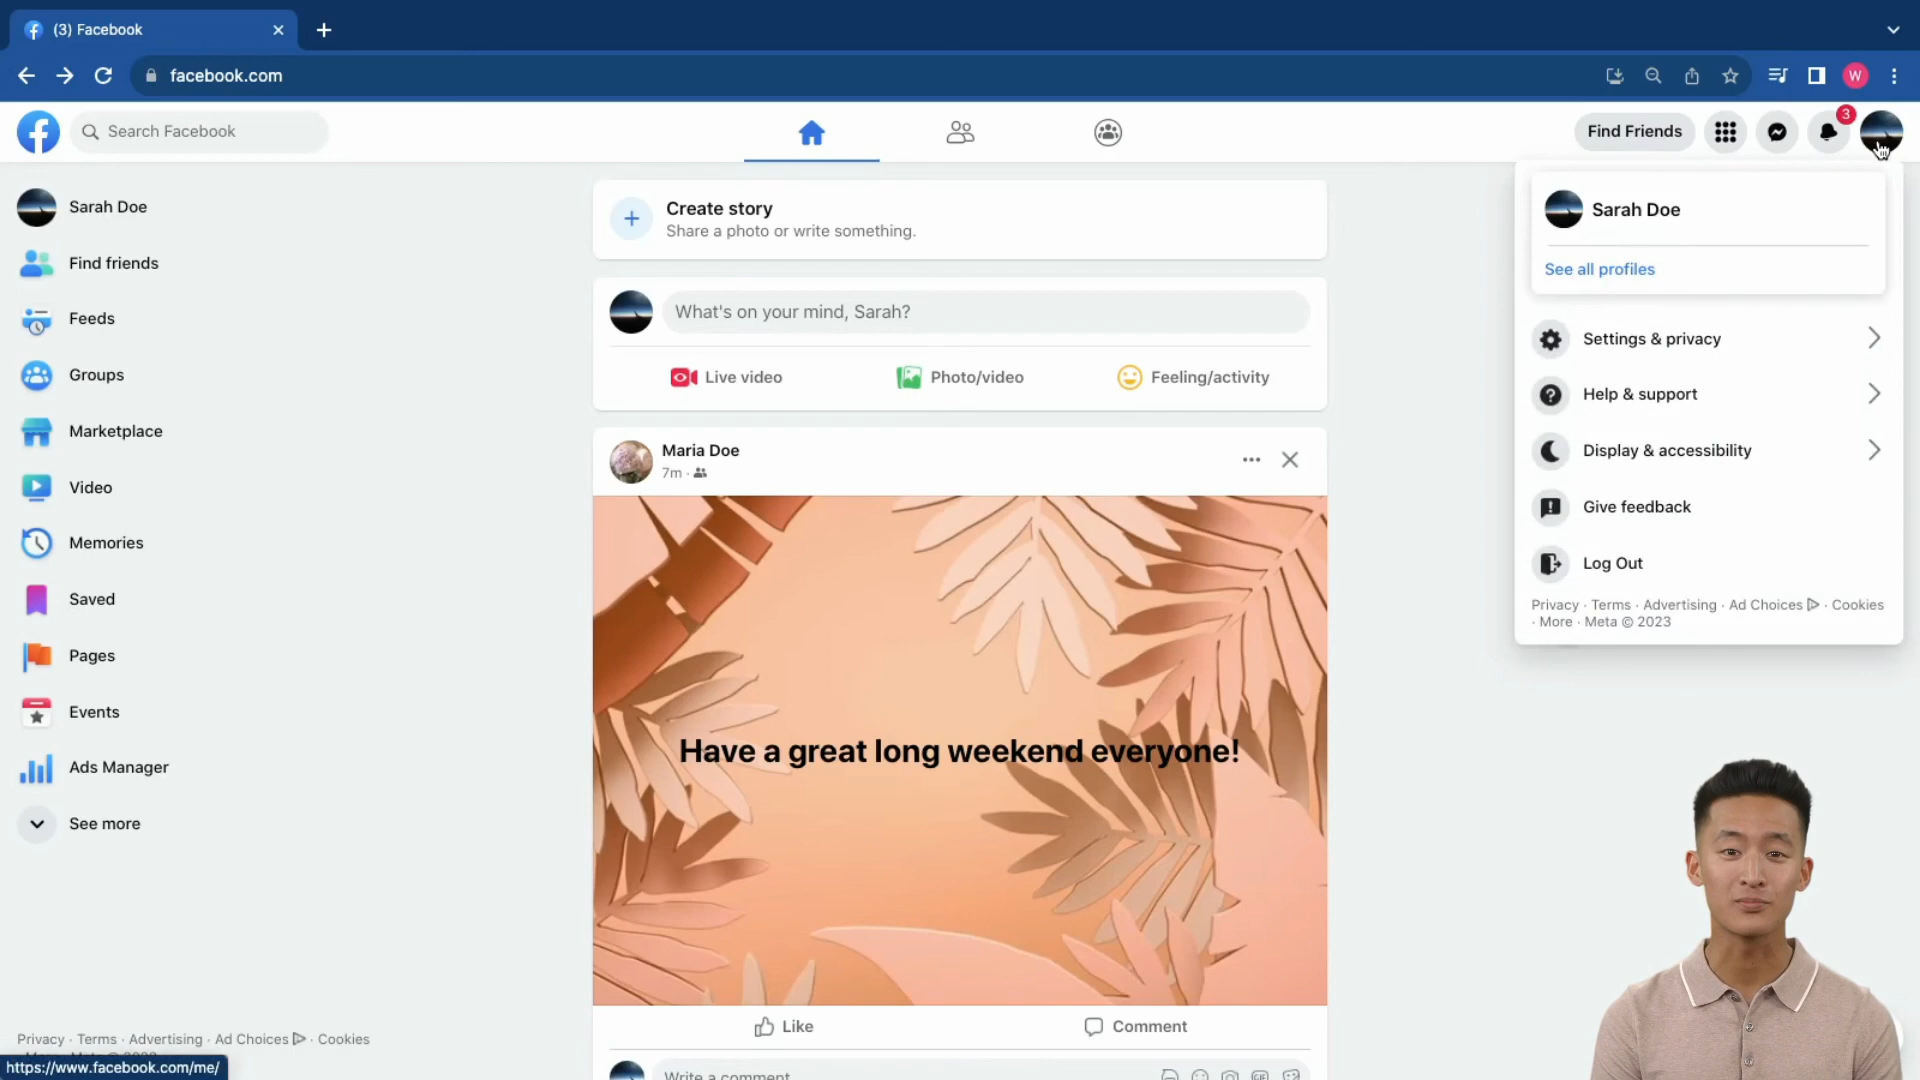 (3) Facebook
facebook.com
W
Search Facebook
Find Friends
3
Sarah Doe
Find friends
Feeds
Groups
Marketplace
Video
Memories
Saved
Pages
Events
Ads Manager
See more
Privacy · Terms · Advertising · Ad Choices · Cookies
https://www.facebook.com/me/
Create story
Share a photo or write something.
What's on your mind, Sarah?
Live video
Photo/video
Feeling/activity
Maria Doe
7m ·
Have a great long weekend everyone!
Like
Comment
Write a comment
Sarah Doe
See all profiles
Settings & privacy
Help & support
Display & accessibility
Give feedback
Log Out
Privacy · Terms · Advertising · Ad Choices · Cookies
· More · Meta © 2023